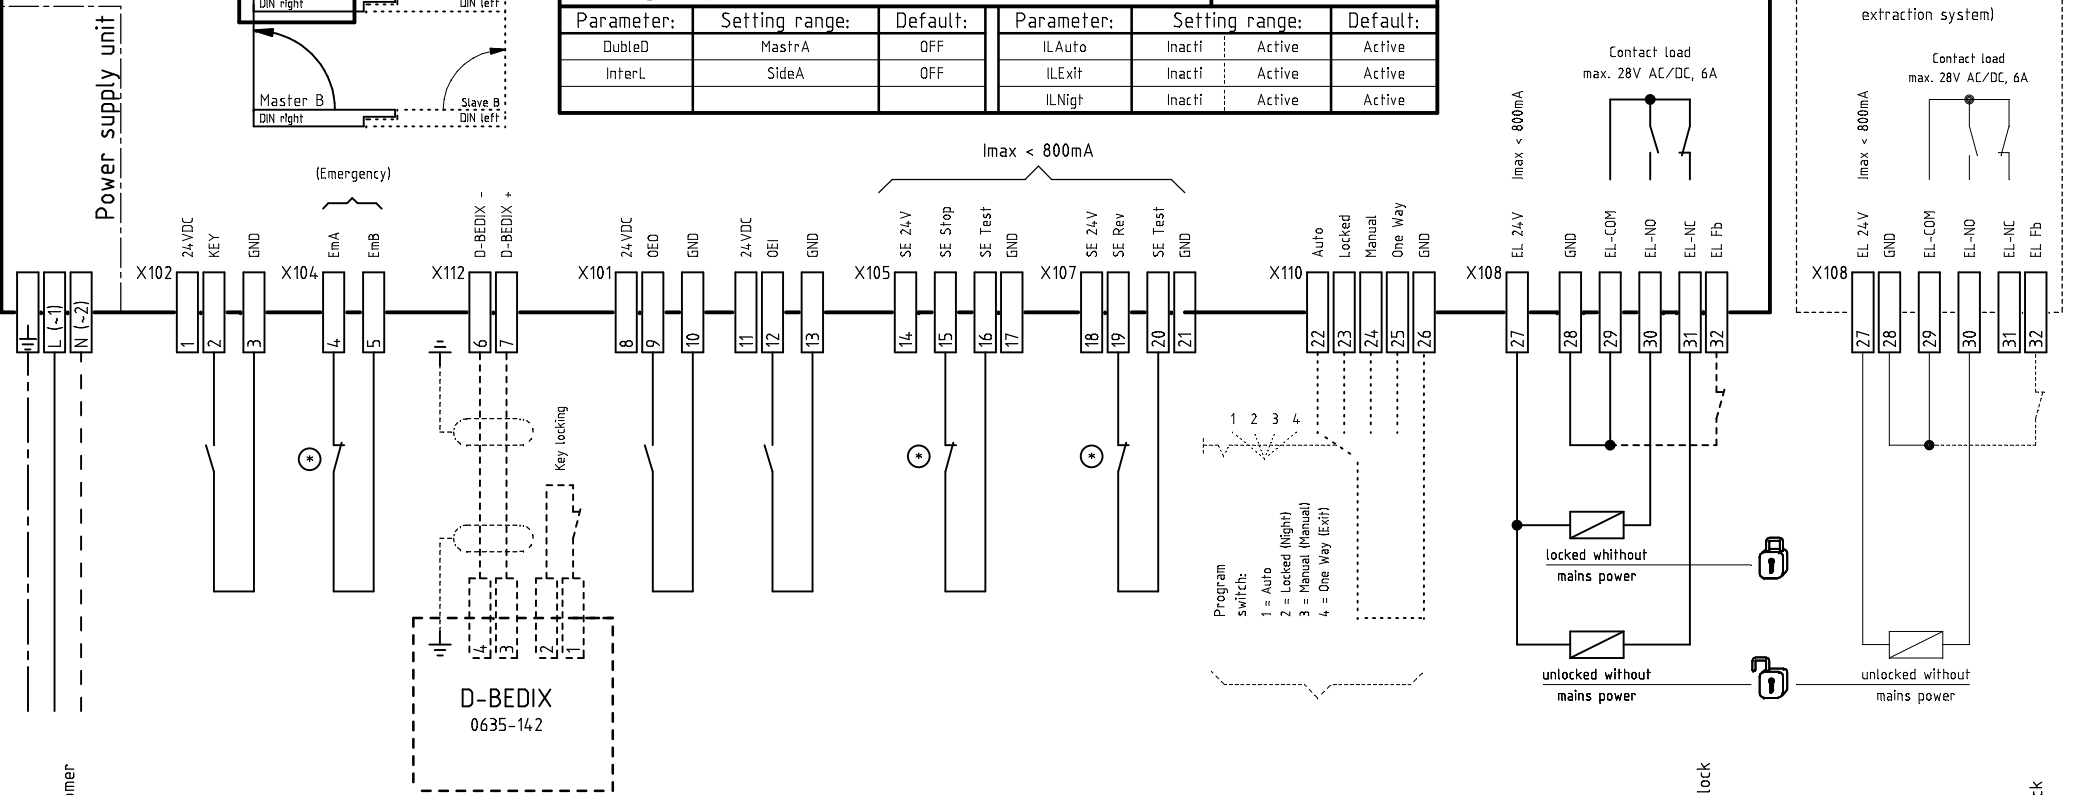 DIN right
DIN left
Master B
Slave B
DIN right
DIN left
Power supply unit
Parameter:
Setting range:
Default:
Parameter:
Setting range:
Default:
DubleD
MastrA
OFF
ILAuto
Inacti
Active
Active
InterL
SideA
OFF
ILExit
Inacti
Active
Active
ILNigt
Inacti
Active
Active
extraction system)
Contact load
max. 28V AC/DC, 6A
Contact load
max. 28V AC/DC, 6A
Imax < 800mA
Imax < 800mA
Imax < 800mA
(Emergency)
24VDC
KEY
GND
EmA
EmB
D-BEDIX -
D-BEDIX +
24VDC
OEO
GND
24VDC
OEI
GND
SE 24V
SE Stop
SE Test
GND
SE 24V
SE Rev
SE Test
GND
Auto
Locked
Manual
One Way
GND
EL 24V
GND
EL-COM
EL-NO
EL-NC
EL Fb
EL 24V
GND
EL-COM
EL-NO
EL-NC
EL Fb
X102
X104
X112
X101
X105
X107
X110
X108
X108
L (~1)
N (~2)
1
2
3
4
5
6
7
8
9
10
11
12
13
14
15
16
17
18
19
20
21
22
23
24
25
26
27
28
29
30
31
32
27
28
29
30
31
32
Key locking
*
*
*
1 2 3 4
Program
switch:
1 = Auto
2 = Locked (Night)
3 = Manual (Manual)
4 = One Way (Exit)
locked whithout
mains power
unlocked without
mains power
unlocked without
mains power
4
3
2
1
D-BEDIX
0635-142
omer
lock
ck